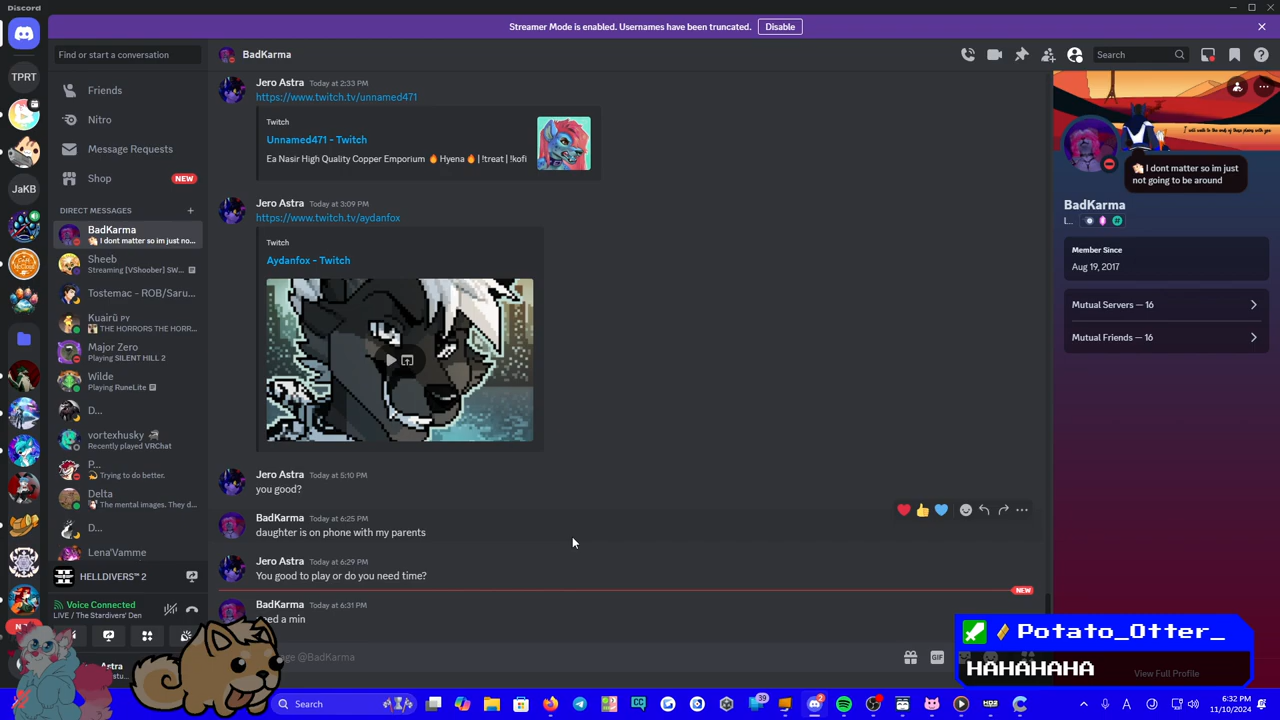 Discord
Streamer Mode is enabled. Usernames have been truncated.
Disable
Find or start a conversation
BadKarma
Search
TPRT
Friends
Nitro
Message Requests
Shop
NEW
DIRECT MESSAGES
BadKarma
I dont matter so im just no...
Sheeb
Streaming [VShoober] SW...
Tostemac - ROB/Saru...
Kuairū PY
THE HORRORS THE HORR...
Major Zero
Playing SILENT HILL 2
Wilde
Playing RuneLite
D...
vortexhusky
Recently played VRChat
P...
Trying to do better.
Delta
The mental images. They d...
D...
Lena'Vamme
HELLDIVERS™ 2
Voice Connected
LIVE / The Stardivers' Den
JaKB
Jero Astra Today at 2:33 PM
https://www.twitch.tv/unnamed471
Twitch
Unnamed471 - Twitch
Ea Nasir High Quality Copper Emporium 🔥 Hyena 🔥 | !treat | !kofi
Jero Astra Today at 3:09 PM
https://www.twitch.tv/aydanfox
Twitch
Aydanfox - Twitch
Jero Astra Today at 5:10 PM
you good?
BadKarma Today at 6:25 PM
daughter is on phone with my parents
Jero Astra Today at 6:29 PM
You good to play or do you need time?
NEW
BadKarma Today at 6:31 PM
a min
@BadKarma
GIF
I dont matter so im just
not going to be around
BadKarma
L..
Member Since
Aug 19, 2017
Mutual Servers — 16
Mutual Friends — 16
Potato_Otter_
HAHAHAHA
View Full Profile
Search
39
6:32 PM
11/10/2024